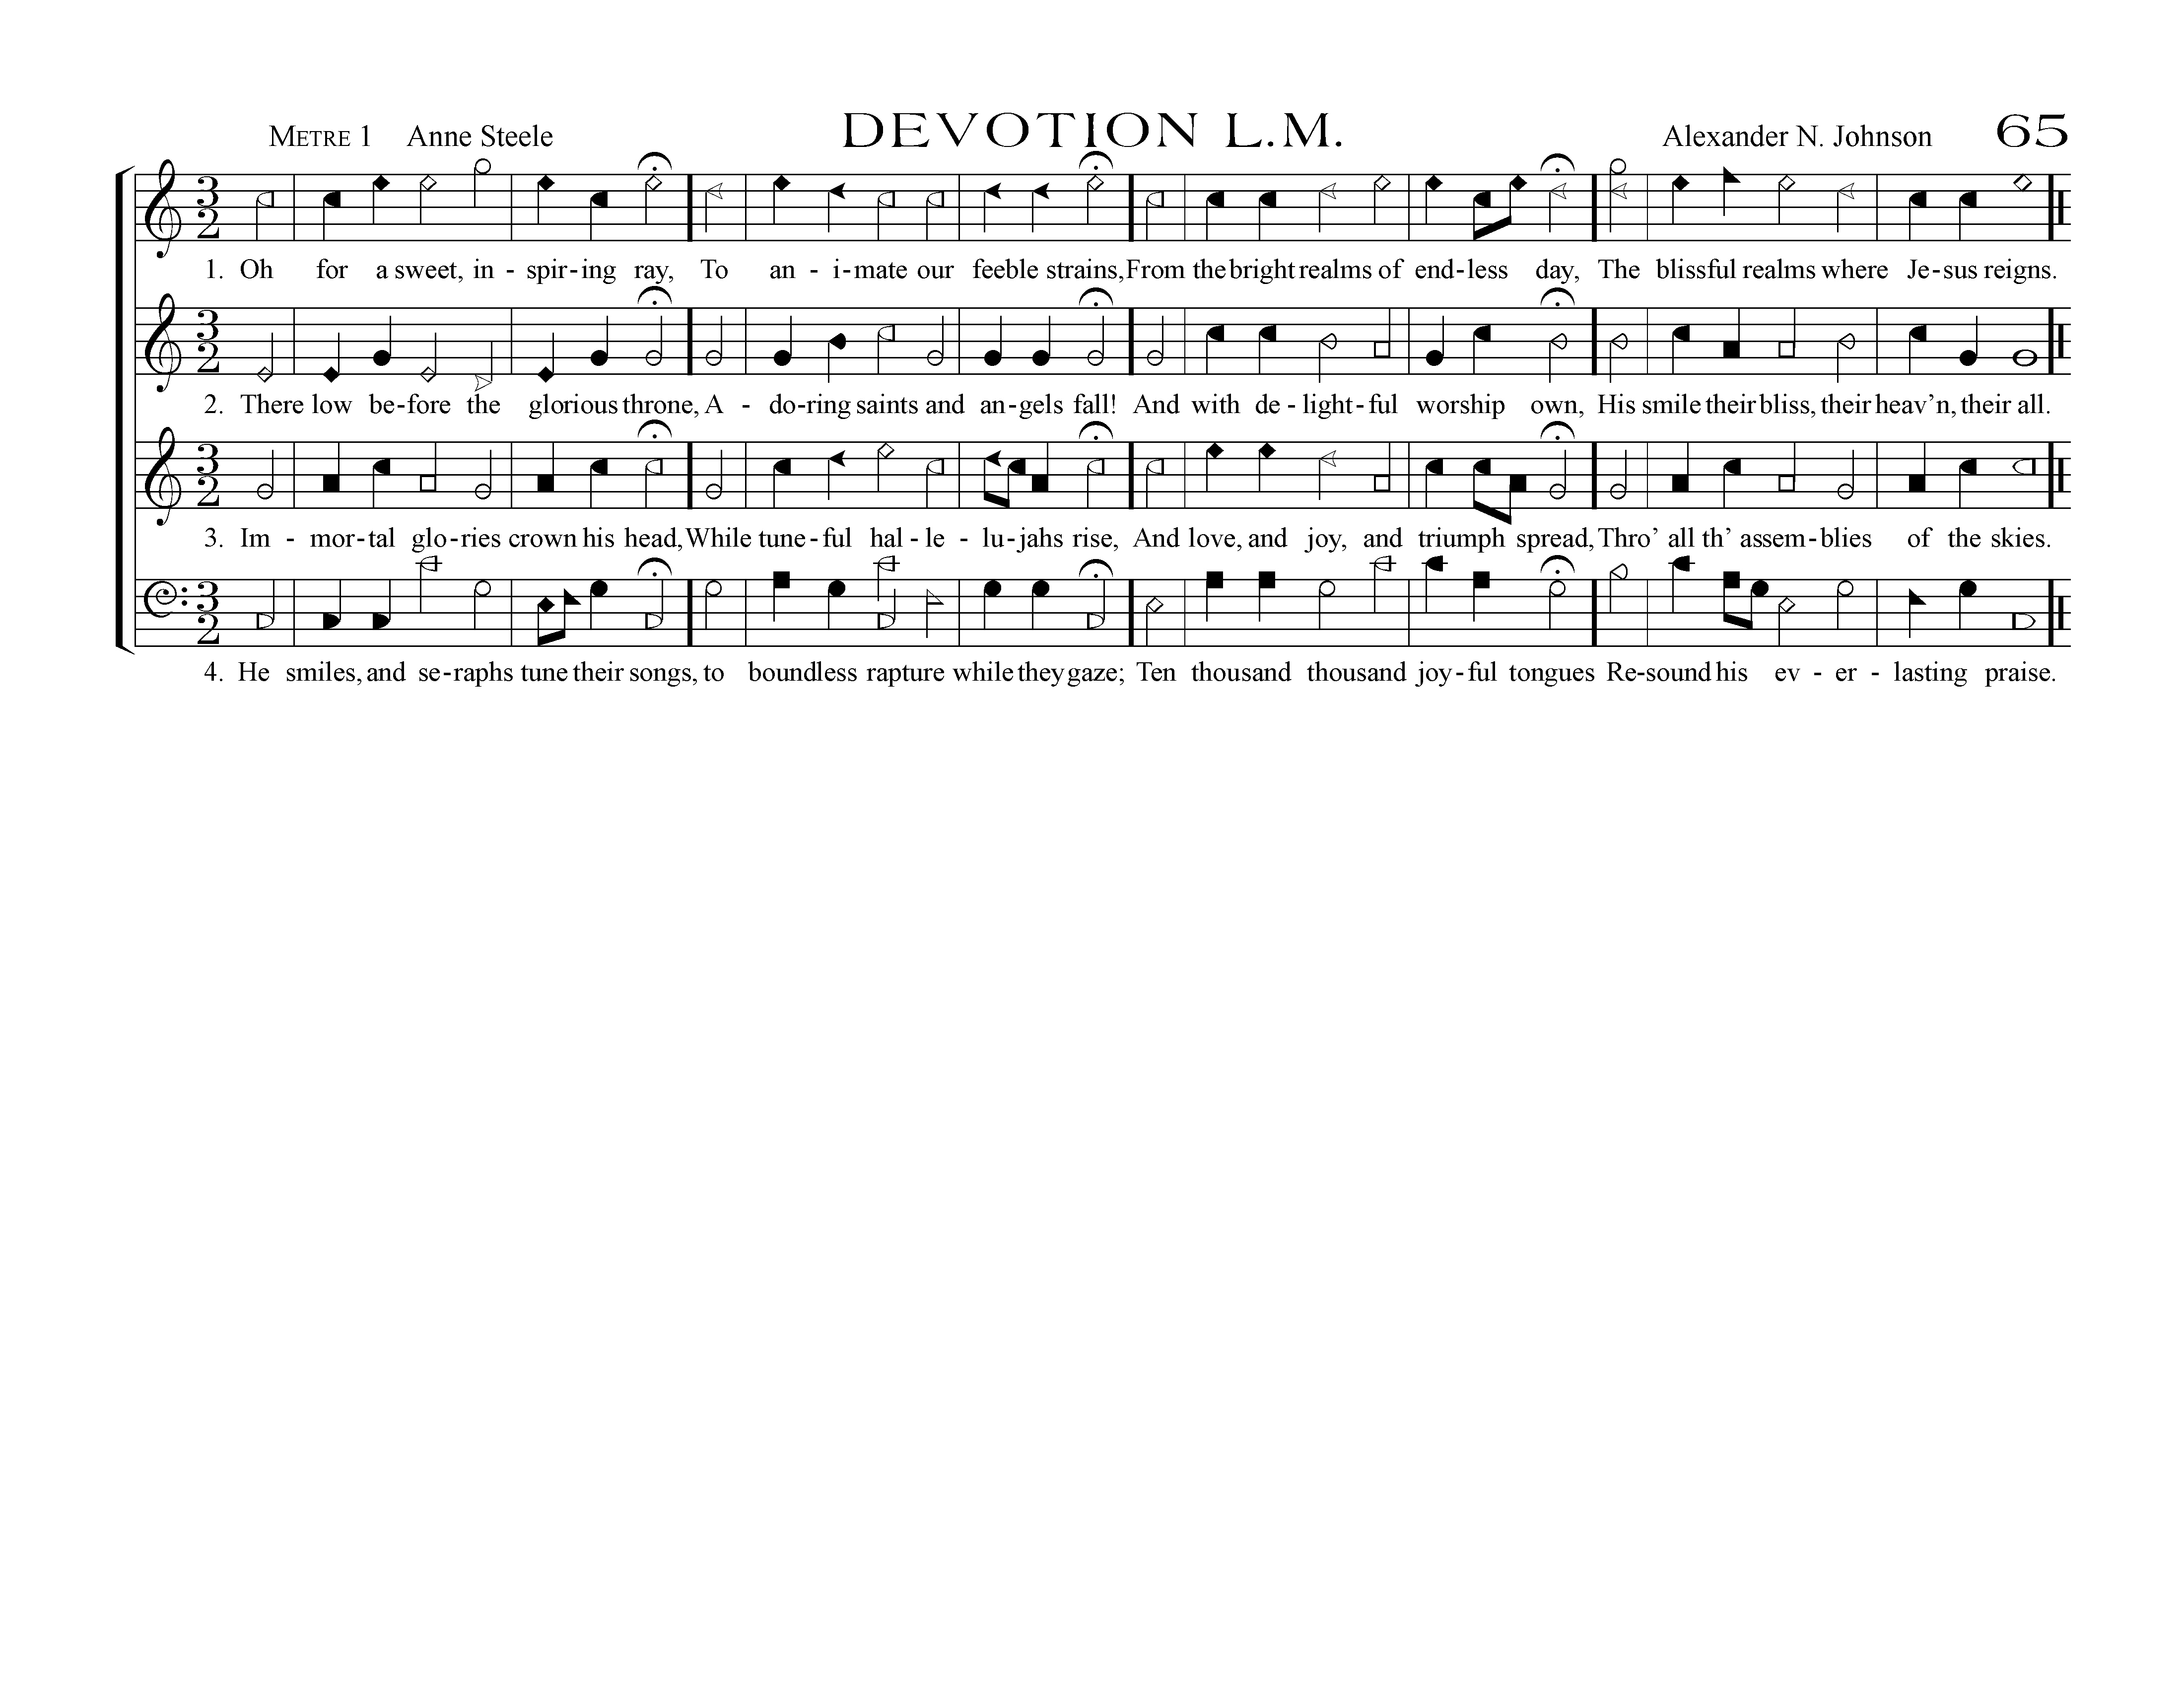 METRE 1 Anne Steele DEVOTION L.M. Alexander N. Johnson 65
3 2
1. Oh for a sweet, in - spir - ing ray, To an - i - mate our feeble strains, From the bright realms of end - less day, The blissful realms where Je - sus reigns.
3 2
2. There low be - fore the glorious throne, A - do - ring saints and an - gels fall! And with de - light - ful worship own, His smile their bliss, their heav'n, their all.
3 2
3. Im - mor - tal glo - ries crown his head, While tune - ful hal - le - lu - jahs rise, And love, and joy, and triumph spread, Thro' all th' assem - blies of the skies.
3 2
4. He smiles, and se - raphs tune their songs, to boundless rapture while they gaze; Ten thousand thousand joy - ful tongues Re - sound his ev - er - lasting praise.